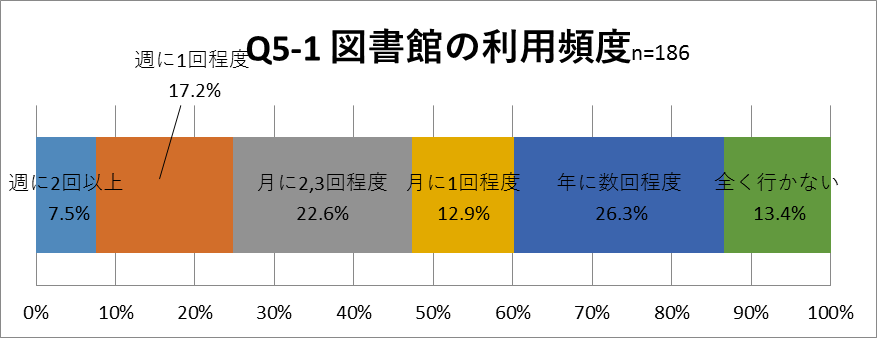 Q5-1 図書館の利用頻度n=186
週に1回程度
17.2%
週に2回以上
7.5%
月に2,3回程度
22.6%
月に1回程度
12.9%
年に数回程度
26.3%
全く行かない
13.4%
0% 10% 20% 30% 40% 50% 60% 70% 80% 90% 100%